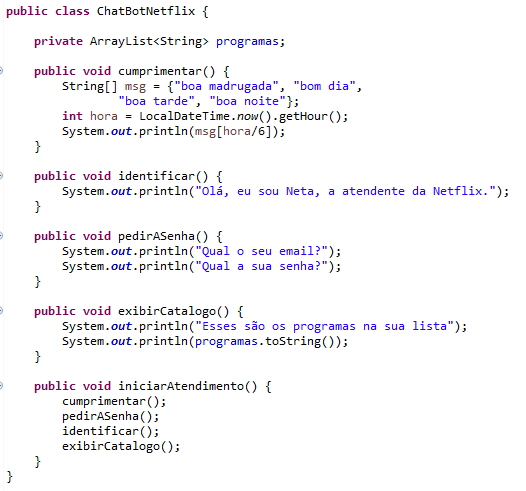 public class ChatBotNetflix {
private ArrayList<String> programas;
public void cumprimentar() {
String[] msg = {"boa madrugada", "bom dia",
"boa tarde", "boa noite"};
int hora = LocalDateTime.now().getHour();
System.out.println(msg[hora/6]);
}
public void identificar() {
System.out.println("Olá, eu sou Neta, a atendente da Netflix.");
}
public void pedirASenha() {
System.out.println("Qual o seu email?");
System.out.println("Qual a sua senha?");
}
public void exibirCatalogo() {
System.out.println("Esses são os programas na sua lista");
System.out.println(programas.toString());
}
public void iniciarAtendimento() {
cumprimentar();
pedirASenha();
identificar();
exibirCatalogo();
}
}